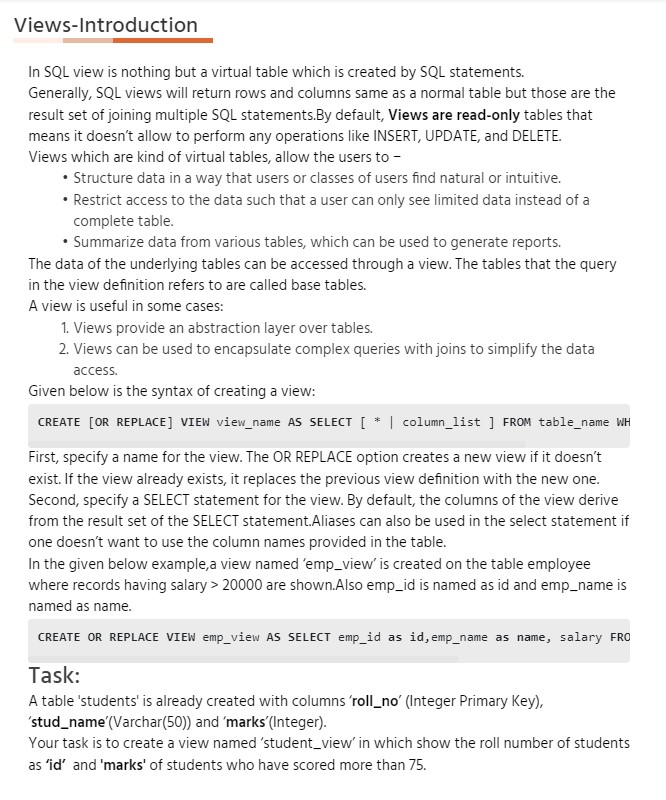 Views-Introduction
In SQL view is nothing but a virtual table which is created by SQL statements.
Generally, SQL views will return rows and columns same as a normal table but those are the
result set of joining multiple SQL statements.By default, Views are read-only tables that
means it doesn't allow to perform any operations like INSERT, UPDATE, and DELETE.
Views which are kind of virtual tables, allow the users to –
• Structure data in a way that users or classes of users find natural or intuitive.
• Restrict access to the data such that a user can only see limited data instead of a
complete table.
• Summarize data from various tables, which can be used to generate reports.
The data of the underlying tables can be accessed through a view. The tables that the query
in the view definition refers to are called base tables.
A view is useful in some cases:
1. Views provide an abstraction layer over tables.
2. Views can be used to encapsulate complex queries with joins to simplify the data
access.
Given below is the syntax of creating a view:
CREATE [OR REPLACE] VIEW view_name AS SELECT [ * | column_list ] FROM table_name WH
First, specify a name for the view. The OR REPLACE option creates a new view if it doesn't
exist. If the view already exists, it replaces the previous view definition with the new one.
Second, specify a SELECT statement for the view. By default, the columns of the view derive
from the result set of the SELECT statement.Aliases can also be used in the select statement if
one doesn't want to use the column names provided in the table.
In the given below example,a view named 'emp_view' is created on the table employee
where records having salary > 20000 are shown.Also emp_id is named as id and emp_name is
named as name.
CREATE OR REPLACE VIEW emp_view AS SELECT emp_id as id,emp_name as name, salary FRO
Task:
A table 'students' is already created with columns 'roll_no' (Integer Primary Key),
'stud_name'(Varchar(50)) and 'marks'(Integer).
Your task is to create a view named 'student_view' in which show the roll number of students
as 'id' and 'marks' of students who have scored more than 75.